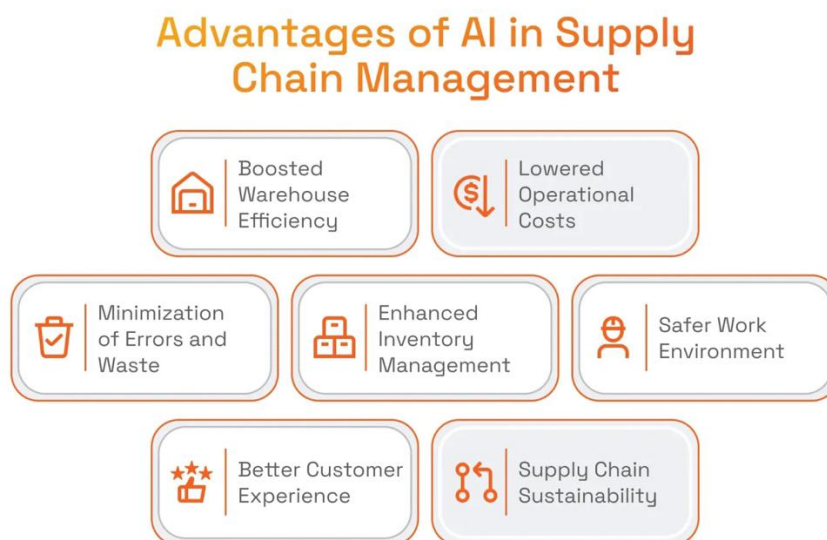 Advantages of AI in Supply
Chain Management
Boosted
Warehouse
Efficiency
Lowered
Operational
Costs
Minimization
of Errors and
Waste
Enhanced
Inventory
Management
Safer Work
Environment
Better Customer
Experience
Supply Chain
Sustainability